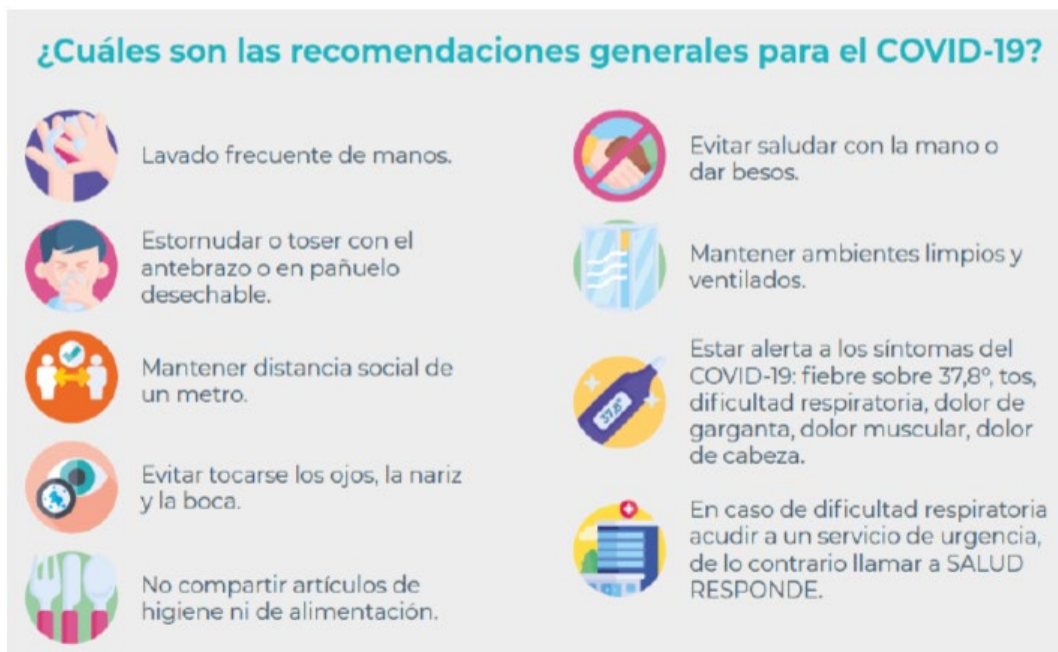 ¿Cuáles son las recomendaciones generales para el COVID-19?
Lavado frecuente de manos.
Estornudar o toser con el
antebrazo o en pañuelo
desechable.
Mantener distancia social de
un metro.
Evitar tocarse los ojos, la nariz
y la boca.
No compartir artículos de
higiene ni de alimentación.
Evitar saludar con la mano o
dar besos.
Mantener ambientes limpios y
ventilados.
Estar alerta a los síntomas del
COVID-19: fiebre sobre 37,8°, tos,
dificultad respiratoria, dolor de
garganta, dolor muscular, dolor
de cabeza.
37,8°
En caso de dificultad respiratoria
acudir a un servicio de urgencia,
de lo contrario llamar a SALUD
RESPONDE.